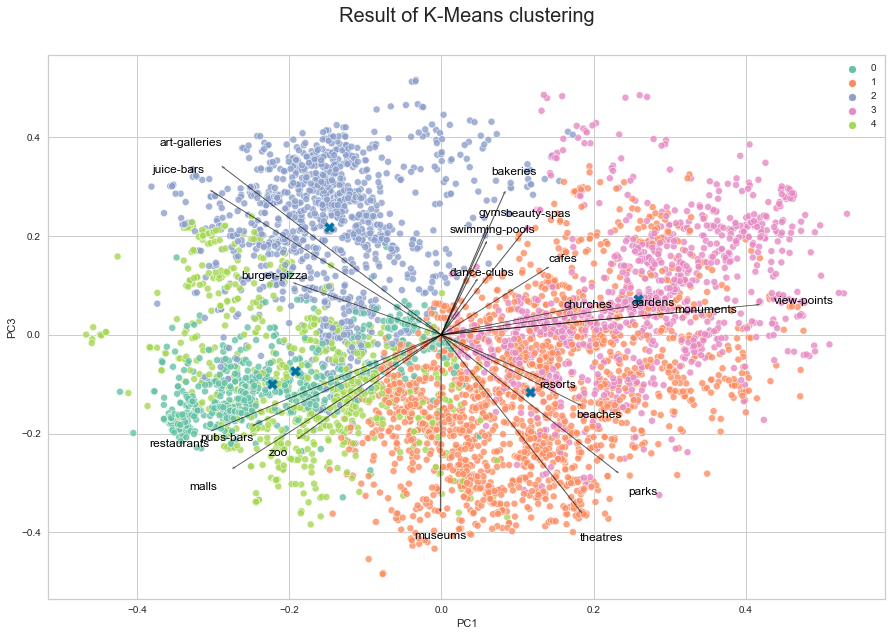 Result of K-Means clustering
0
1
2
3
4
art-galleries
juice-bars
bakeries
gyms
beauty-spas
swimming-pools
cafes
dance-clubs
burger-pizza
churches
gardens
view-points
monuments
resorts
beaches
pubs-bars
restaurants
zoo
malls
parks
museums
theatres
0.4
0.2
0.0
−0.2
−0.4
PC3
−0.4
−0.2
0.0
0.2
0.4
PC1